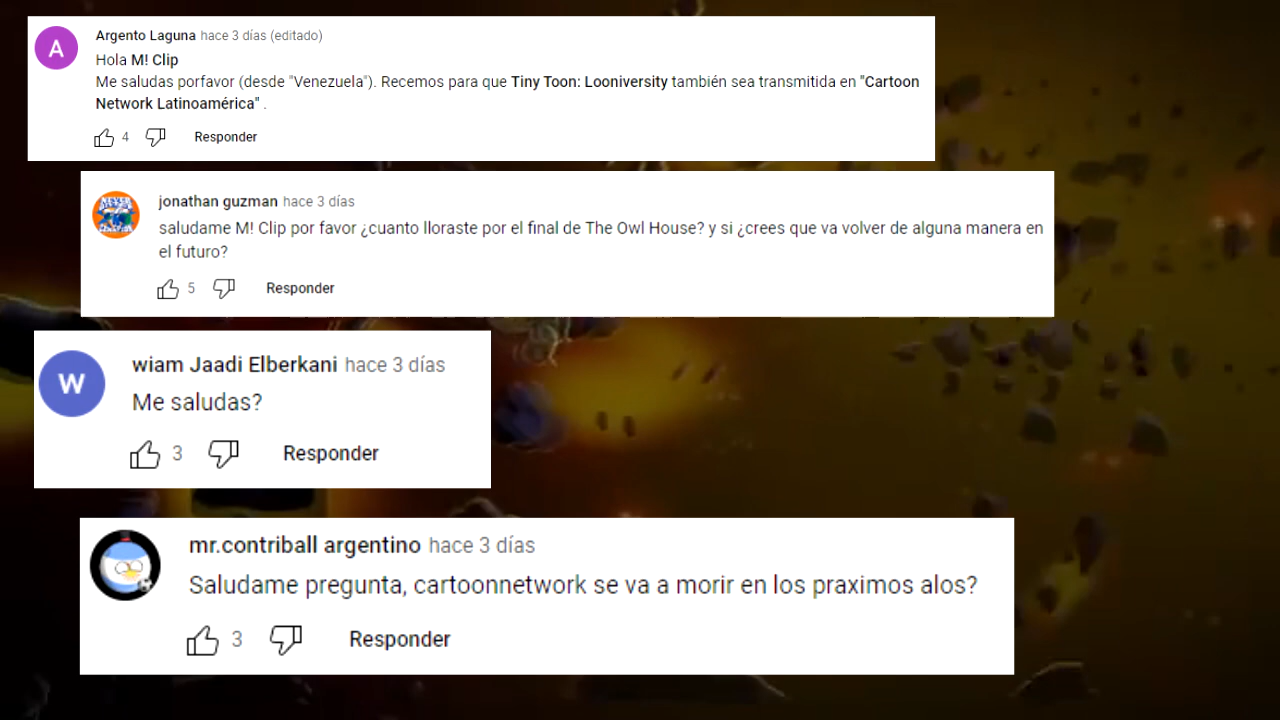 A
Argento Laguna hace 3 días (editado)
Hola M! Clip
Me saludas porfavor (desde "Venezuela"). Recemos para que Tiny Toon: Looniversity también sea transmitida en "Cartoon
Network Latinoamérica" .
4 Responder
jonathan guzman hace 3 días
saludame M! Clip por favor ¿cuanto lloraste por el final de The Owl House? y si ¿crees que va volver de alguna manera en
el futuro?
5 Responder
W
wiam Jaadi Elberkani hace 3 días
Me saludas?
3 Responder
mr.contriball argentino hace 3 días
Saludame pregunta, cartoonnetwork se va a morir en los praximos alos?
3 Responder